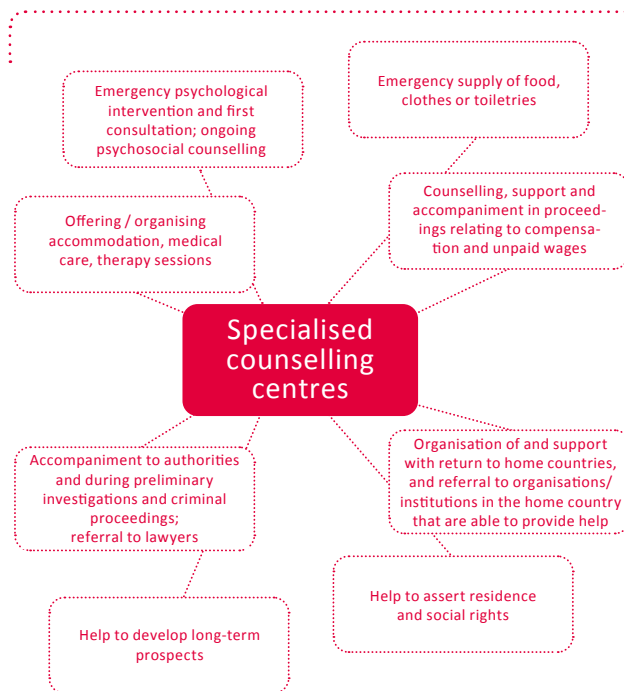 Emergency psychological
intervention and first
consultation; ongoing
psychosocial counselling
Emergency supply of food,
clothes or toiletries
Offering / organising
accommodation, medical
care, therapy sessions
Counselling, support and
accompaniment in proceed-
ings relating to compensa-
tion and unpaid wages
Specialised
counselling
centres
Accompaniment to authorities
and during preliminary
investigations and criminal
proceedings;
referral to lawyers
Organisation of and support
with return to home countries,
and referral to organisations/
institutions in the home country
that are able to provide help
Help to develop long-term
prospects
Help to assert residence
and social rights